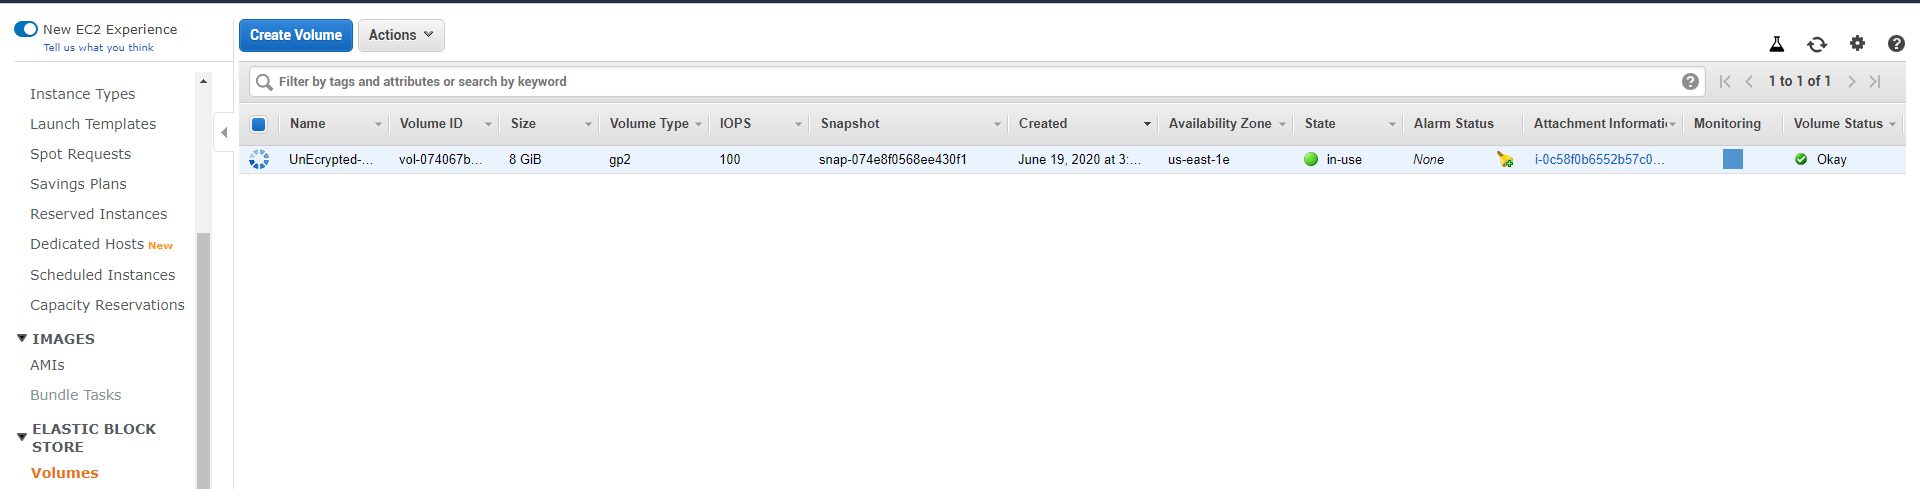 New EC2 Experience
Tell us what you think
Instance Types
Launch Templates
Spot Requests
Savings Plans
Reserved Instances
Dedicated Hosts New
Scheduled Instances
Capacity Reservations
IMAGES
AMIs
Bundle Tasks
ELASTIC BLOCK
STORE
Volumes
Create Volume Actions
Filter by tags and attributes or search by keyword 1 to 1 of 1
Name Volume ID Size Volume Type IOPS Snapshot Created Availability Zone State Alarm Status Attachment Informati Monitoring Volume Status
UnEcrypted-... vol-074067b... 8 GiB gp2 100 snap-074e8f0568ee430f1 June 19, 2020 at 3:... us-east-1e in-use None i-0c58f0b6552b57c0... Okay